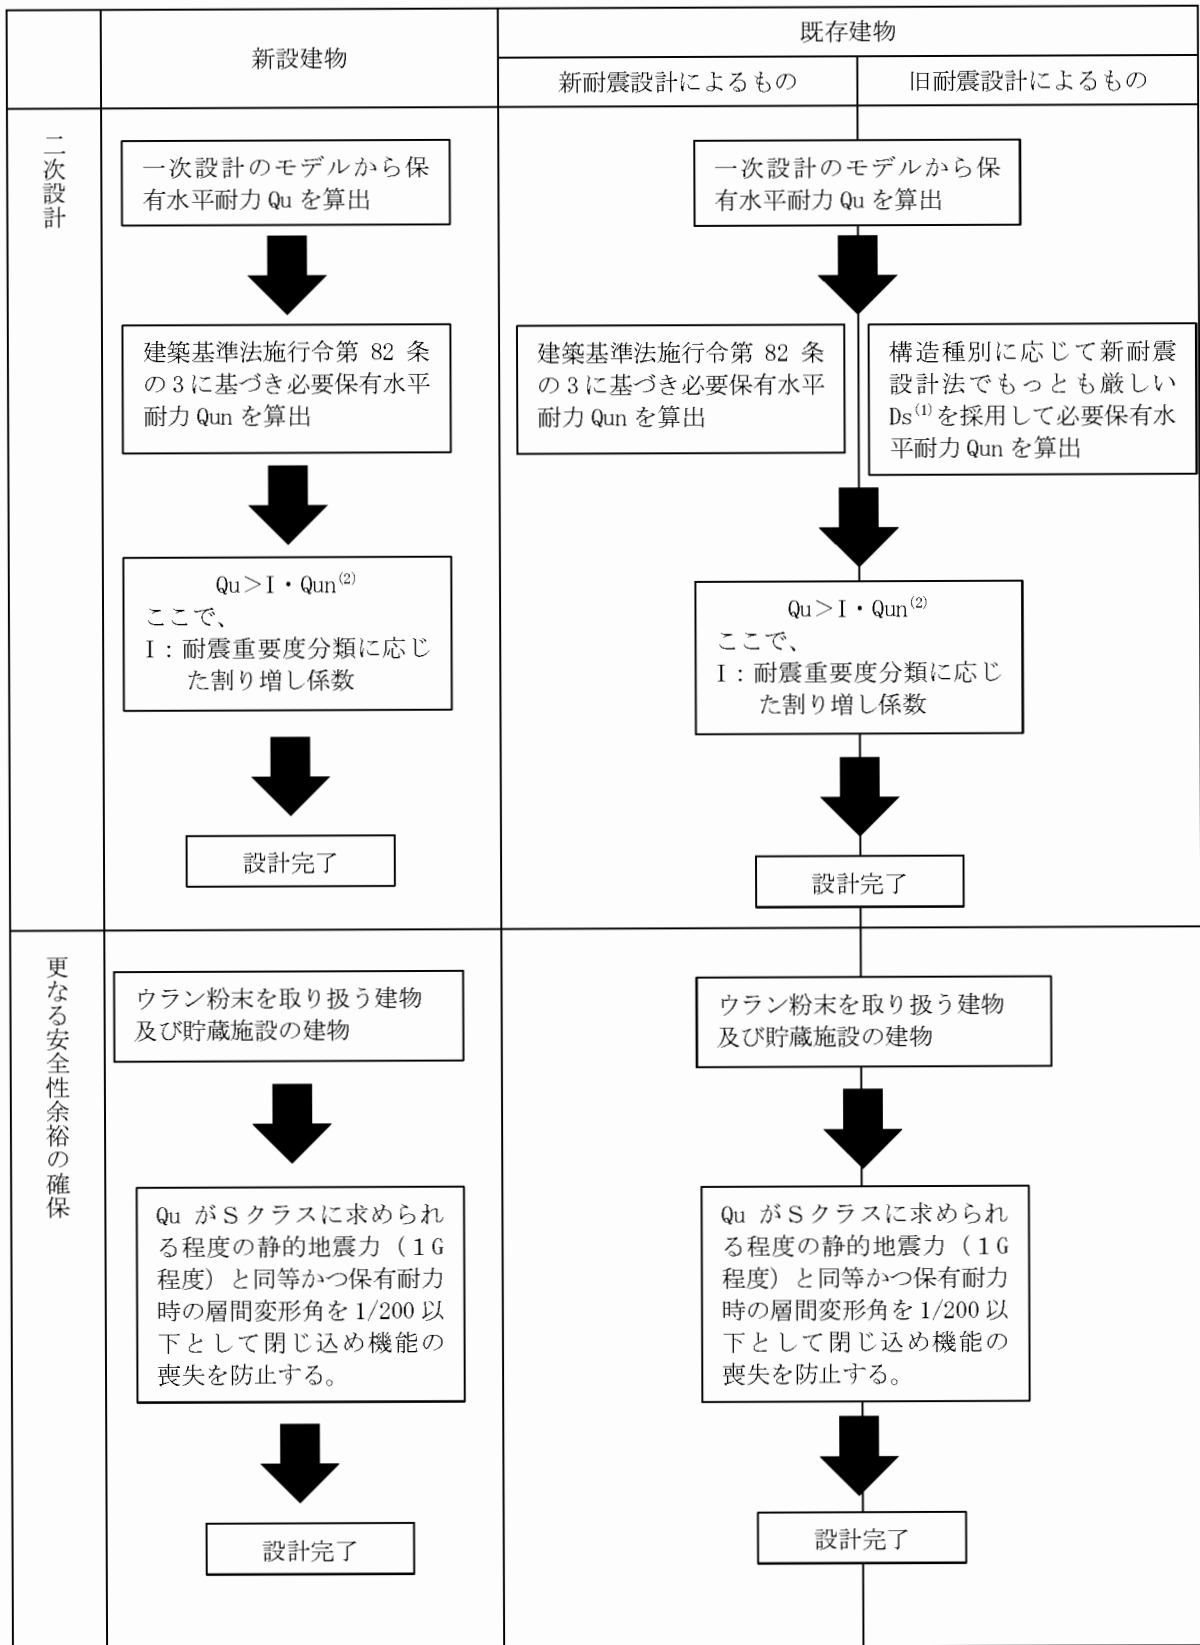 新設建物
既存建物
新耐震設計によるもの
旧耐震設計によるもの
二次設計
一次設計のモデルから保
有水平耐力 Qu を算出
建築基準法施行令第 82 条
の3に基づき必要保有水平
耐力 Qun を算出
Qu＞I・Qun⁽²⁾
ここで、
I：耐震重要度分類に応じ
た割り増し係数
設計完了
一次設計のモデルから保
有水平耐力 Qu を算出
建築基準法施行令第 82 条
の3に基づき必要保有水平
耐力 Qun を算出
構造種別に応じて新耐震
設計法でもっとも厳しい
Ds⁽¹⁾を採用して必要保有水
平耐力 Qun を算出
Qu＞I・Qun⁽²⁾
ここで、
I：耐震重要度分類に応じ
た割り増し係数
設計完了
更なる安全性余裕の確保
ウラン粉末を取り扱う建物
及び貯蔵施設の建物
Qu がSクラスに求められ
る程度の静的地震力（1G
程度）と同等かつ保有耐力
時の層間変形角を 1/200 以
下として閉じ込め機能の
喪失を防止する。
設計完了
ウラン粉末を取り扱う建物
及び貯蔵施設の建物
Qu がSクラスに求められ
る程度の静的地震力（1G
程度）と同等かつ保有耐力
時の層間変形角を 1/200 以
下として閉じ込め機能の
喪失を防止する。
設計完了